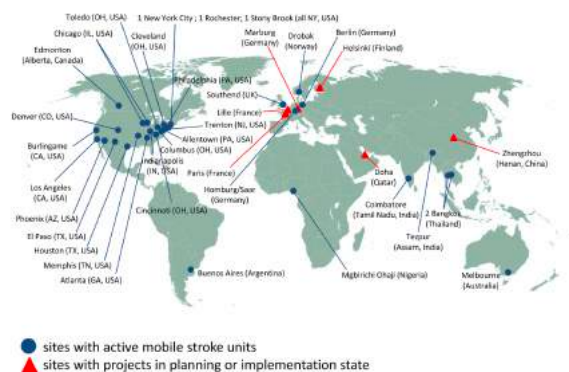 Toledo (OH, USA)
1 New York City ; 1 Rochester; 1 Stony Brook (all NY, USA)
Chicago (IL, USA)
Cleveland
(OH, USA)
Marburg
(Germany)
Drobak
(Norway)
Berlin (Germany)
Helsinki (Finland)
Edmonton
(Alberta, Canada)
Philadelphia (PA, USA)
Southend (UK)
Denver (CO, USA)
Lille (France)
Trenton (NJ, USA)
Burlingame
(CA, USA)
Allentown (PA, USA)
Columbus (OH, USA)
Indianapolis
(IN, USA)
Paris (France)
Zhengzhou
(Henan, China)
Los Angeles
(CA, USA)
Homburg/Saar
(Germany)
Doha
(Qatar)
Phoenix (AZ, USA)
Cincinnoti (OH, USA)
Coimbatore
(Tamil Nadu, India)
2 Bangkok
(Thailand)
El Paso (TX, USA)
Houston (TX, USA)
Tezpur
(Assam, India)
Memphis (TN, USA)
Atlanta (GA, USA)
Buenos Aires (Argentina)
Mgbirichi Ohaji (Nigeria)
Melbourne
(Australia)
sites with active mobile stroke units
sites with projects in planning or implementation state